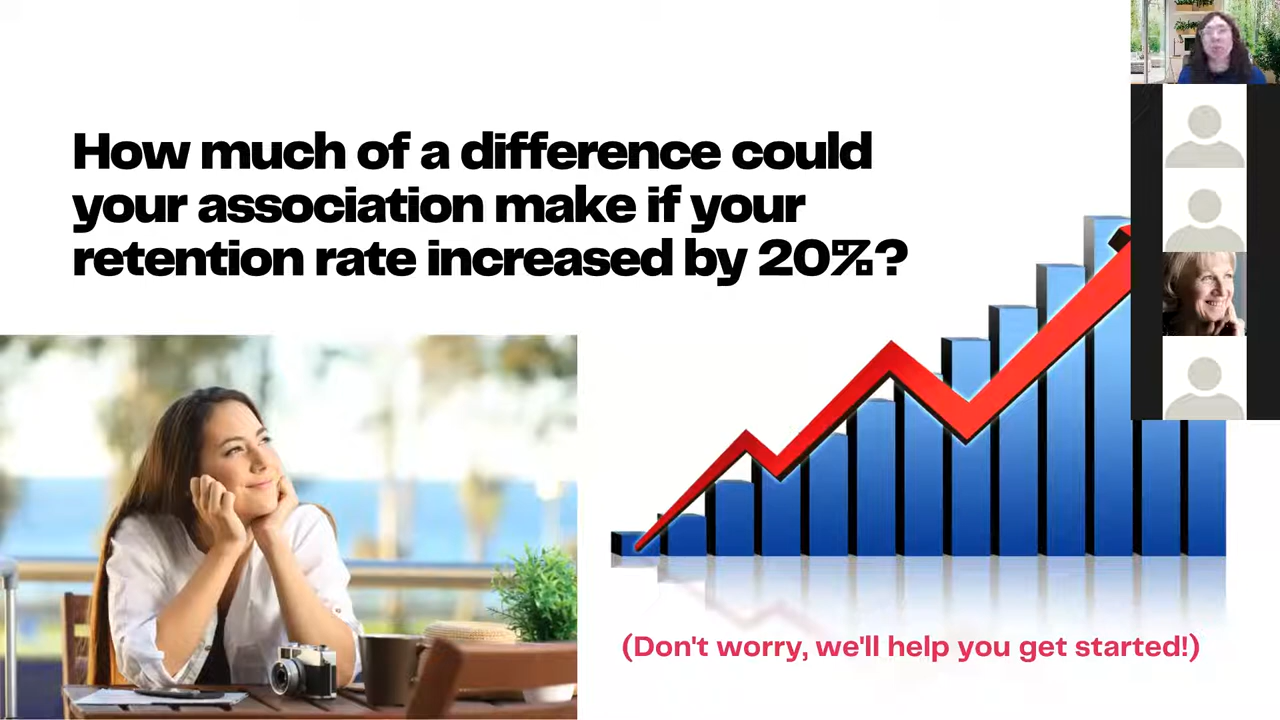 How much of a difference could
your association make if your
retention rate increased by 20%?
(Don't worry, we'll help you get started!)